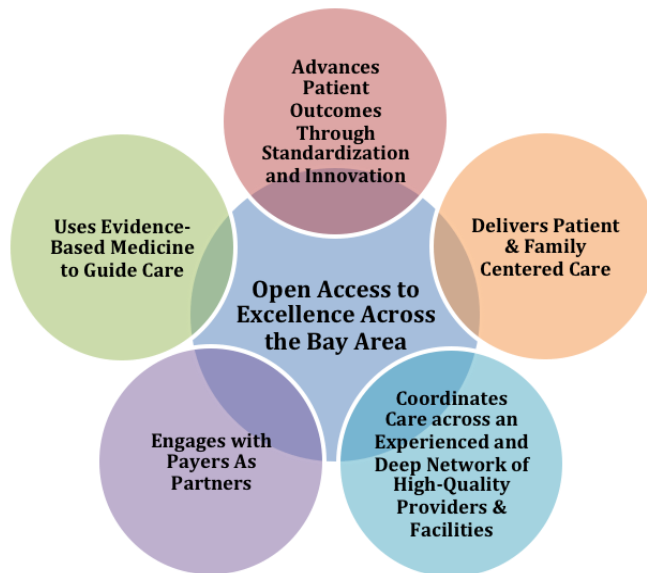 Advances
Patient
Outcomes
Through
Standardization
and Innovation
Uses Evidence-
Based Medicine
to Guide Care
Delivers Patient
& Family
Centered Care
Open Access to
Excellence Across
the Bay Area
Engages with
Payers As
Partners
Coordinates
Care across an
Experienced and
Deep Network of
High-Quality
Providers &
Facilities